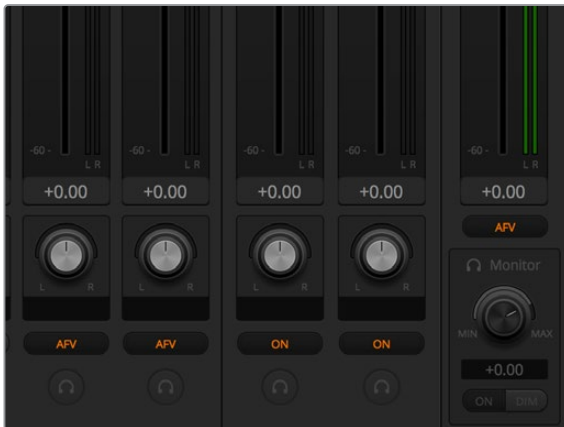 -60 - -60 - -60 - -60 - -60 -
L R L R L R L R L R
+0.00 +0.00 +0.00 +0.00 +0.00
AFV
L R L R L R L R
Monitor
MIN MAX
AFV AFV ON ON
+0.00
ON DIM